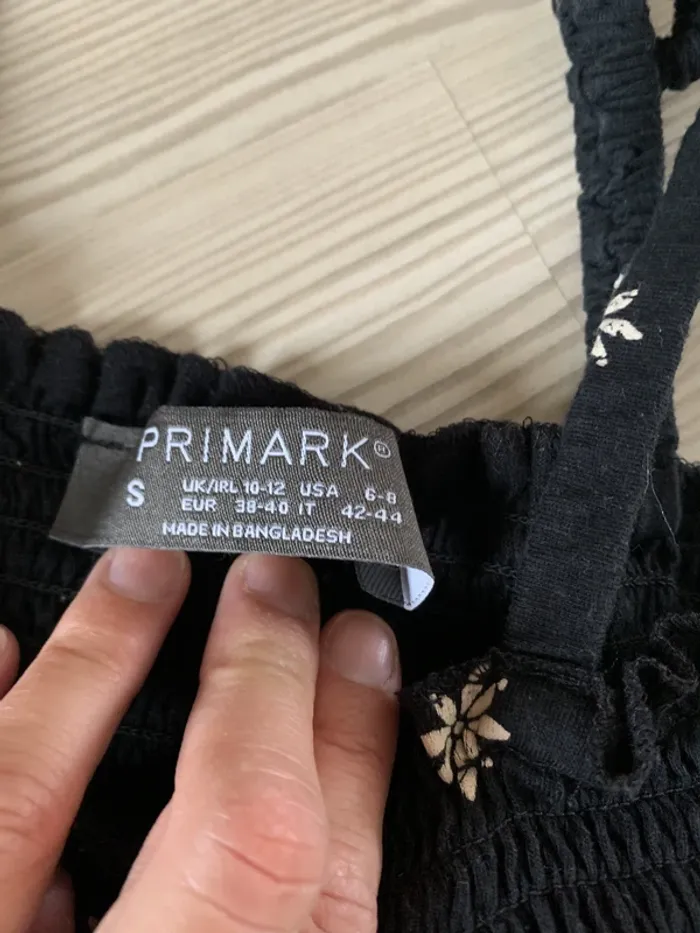 PRIMARK®
S UK/IRL 10-12 USA 6-8
EUR 38-40 IT 42-44
MADE IN BANGLADESH